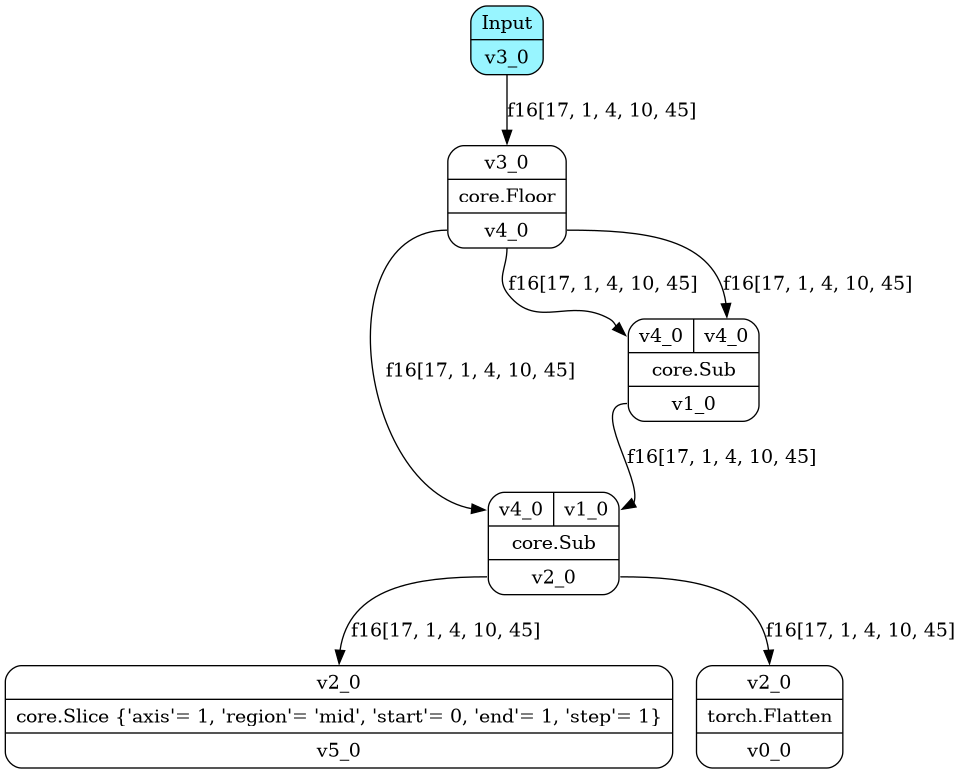 Input
v3_0
f16[17, 1, 4, 10, 45]
v3_0
core.Floor
v4_0
f16[17, 1, 4, 10, 45] f16[17, 1, 4, 10, 45]
v4_0 v4_0
core.Sub
v1_0
f16[17, 1, 4, 10, 45]
f16[17, 1, 4, 10, 45]
v4_0 v1_0
core.Sub
v2_0
f16[17, 1, 4, 10, 45] f16[17, 1, 4, 10, 45]
v2_0
core.Slice {'axis'= 1, 'region'= 'mid', 'start'= 0, 'end'= 1, 'step'= 1}
v5_0
v2_0
torch.Flatten
v0_0